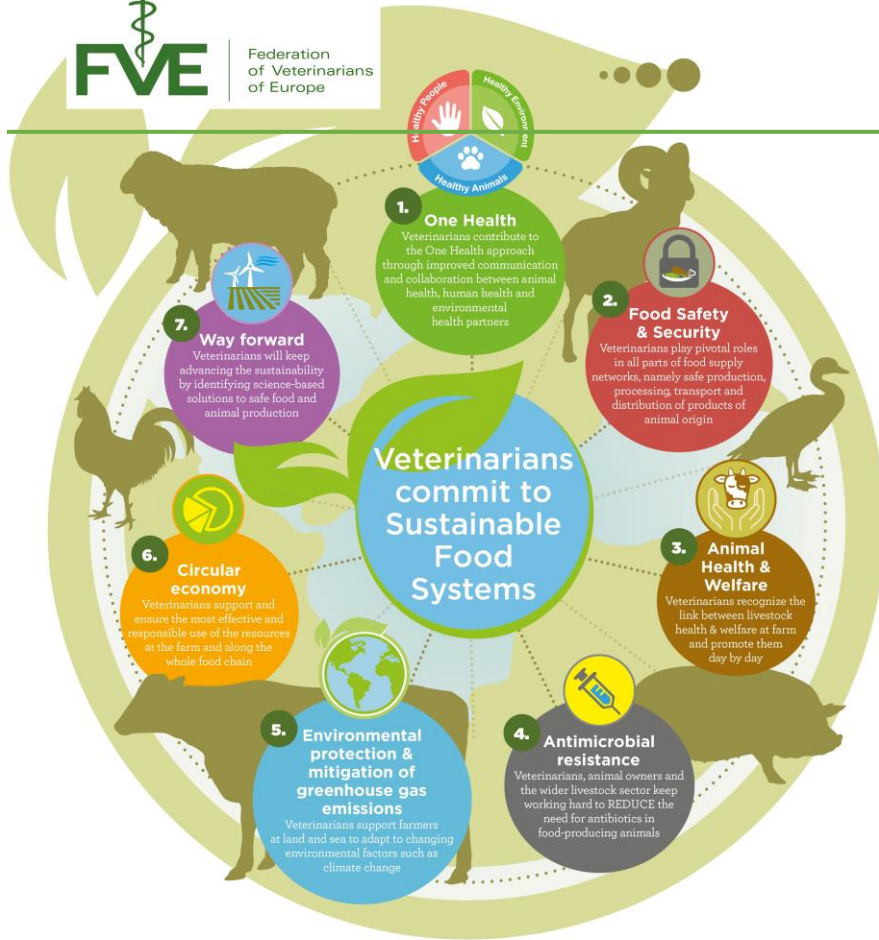 FVE
Federation
of Veterinarians
of Europe
Healthy People
Healthy Environment
Healthy Animals
1.
One Health
Veterinarians contribute to
the One Health approach
through improved communication
and collaboration between animal
health, human health and
environmental
health partners
2.
Food Safety
& Security
Veterinarians play pivotal roles
in all parts of food supply
networks, namely safe production,
processing, transport and
distribution of products of
animal origin
3.
Animal
Health &
Welfare
Veterinarians recognize the
link between livestock
health & welfare at farm
and promote them
day by day
4.
Antimicrobial
resistance
Veterinarians, animal owners and
the wider livestock sector keep
working hard to REDUCE the
need for antibiotics in
food-producing animals
5.
Environmental
protection &
mitigation of
greenhouse gas
emissions
Veterinarians support farmers
at land and sea to adapt to changing
environmental factors such as
climate change
6.
Circular
economy
Veterinarians support and
ensure the most effective and
responsible use of the resources
at the farm and along the
whole food chain
7.
Way forward
Veterinarians will keep
advancing the sustainability
by identifying science-based
solutions to safe food and
animal production
Veterinarians
commit to
Sustainable
Food
Systems